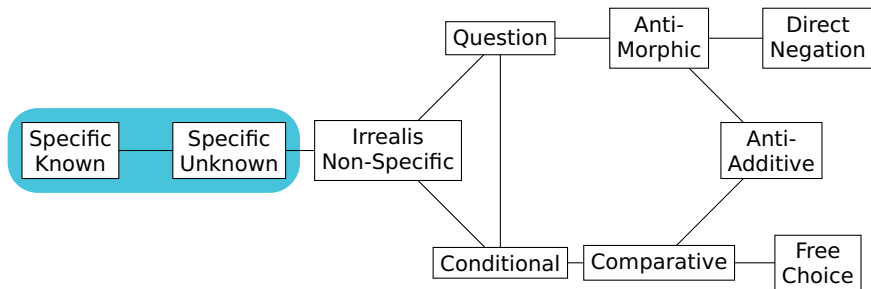 Question
Anti-
Morphic
Direct
Negation
Specific
Known
Specific
Unknown
Irrealis
Non-Specific
Anti-
Additive
Conditional
Comparative
Free
Choice